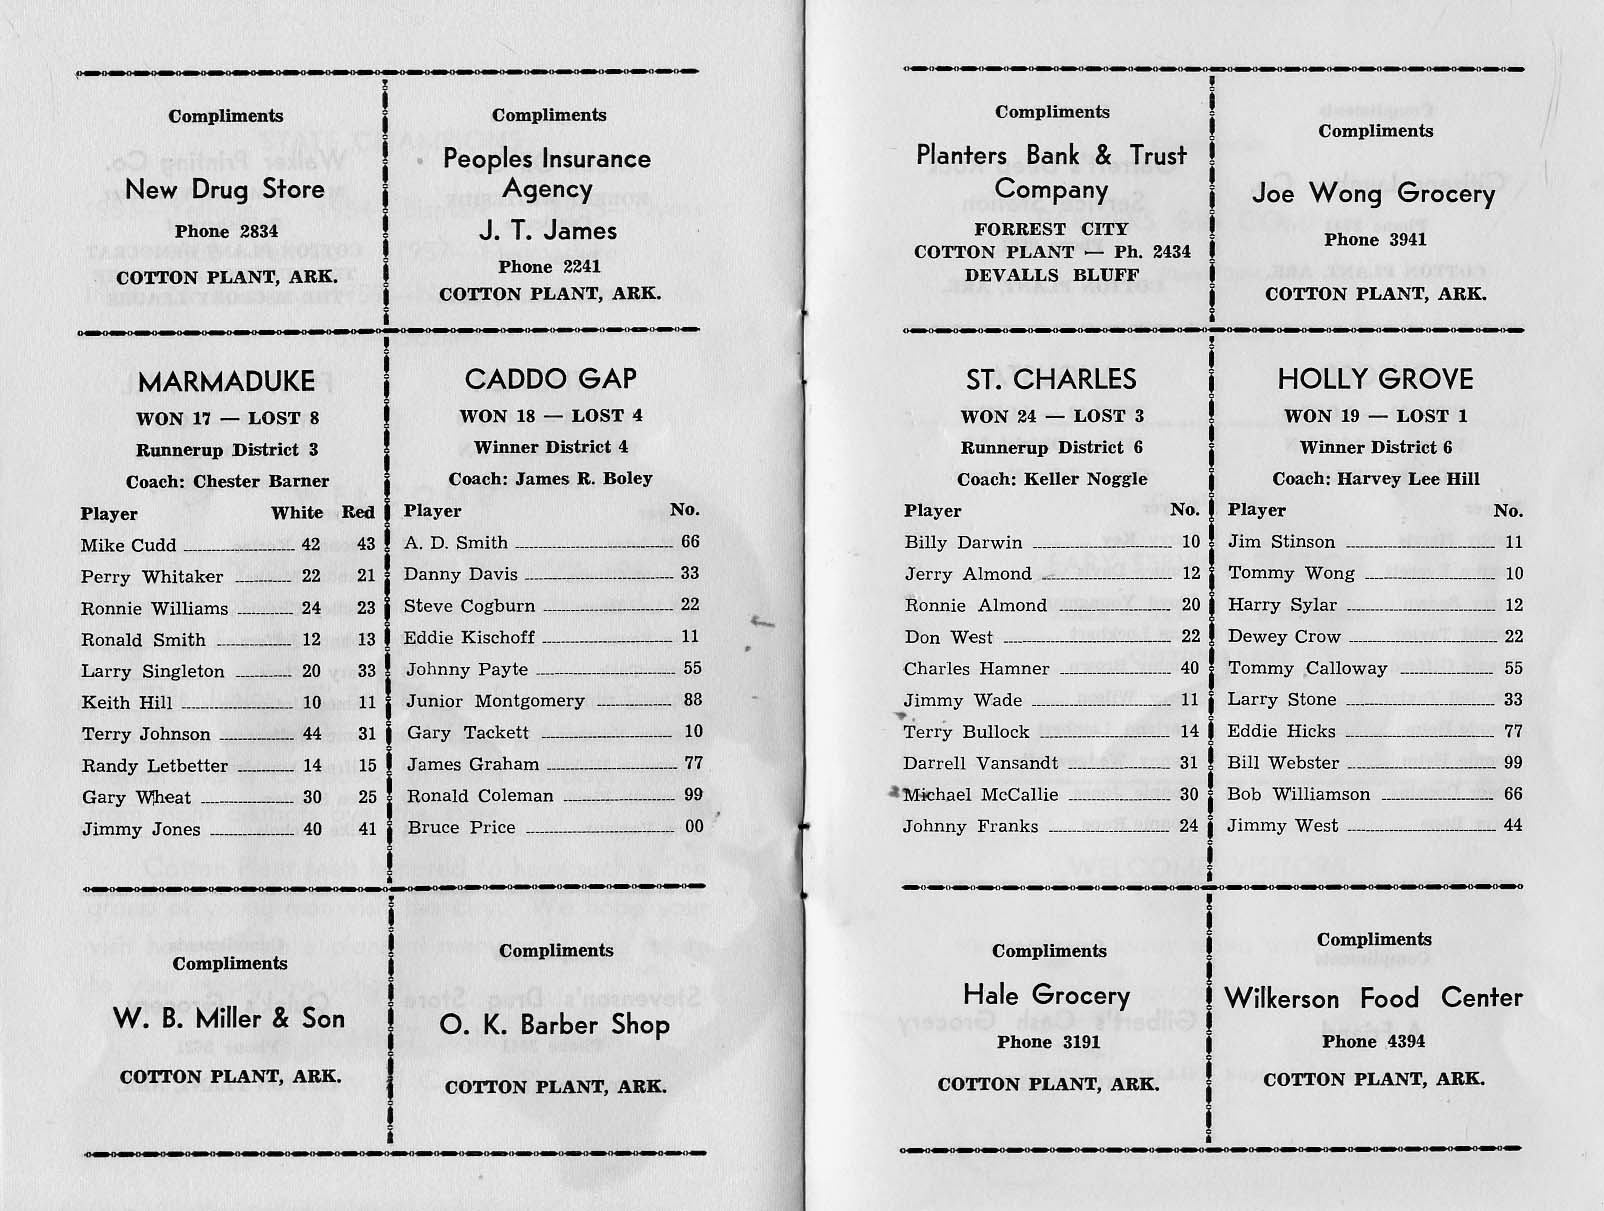 Compliments
New Drug Store
Phone 2834
COTTON PLANT, ARK.
Compliments
Peoples Insurance
Agency
J. T. James
Phone 2241
COTTON PLANT, ARK.
MARMADUKE
WON 17 — LOST 8
Runnerup District 3
Coach: Chester Barner
Player White Red
Mike Cudd 42 43
Perry Whitaker 22 21
Ronnie Williams 24 23
Ronald Smith 12 13
Larry Singleton 20 33
Keith Hill 10 11
Terry Johnson 44 31
Randy Letbetter 14 15
Gary Wheat 30 25
Jimmy Jones 40 41
CADDO GAP
WON 18 — LOST 4
Winner District 4
Coach: James R. Boley
Player No.
A. D. Smith 66
Danny Davis 33
Steve Cogburn 22
Eddie Kischoff 11
Johnny Payte 55
Junior Montgomery 88
Gary Tackett 10
James Graham 77
Ronald Coleman 99
Bruce Price 00
Compliments
W. B. Miller & Son
COTTON PLANT, ARK.
Compliments
O. K. Barber Shop
COTTON PLANT, ARK.
Compliments
Planters Bank & Trust
Company
FORREST CITY
COTTON PLANT — Ph. 2434
DEVALLS BLUFF
Compliments
Joe Wong Grocery
Phone 3941
COTTON PLANT, ARK.
ST. CHARLES
WON 24 — LOST 3
Runnerup District 6
Coach: Keller Noggle
Player No.
Billy Darwin 10
Jerry Almond 12
Ronnie Almond 20
Don West 22
Charles Hamner 40
Jimmy Wade 11
Terry Bullock 14
Darrell Vansandt 31
Michael McCallie 30
Johnny Franks 24
HOLLY GROVE
WON 19 — LOST 1
Winner District 6
Coach: Harvey Lee Hill
Player No.
Jim Stinson 11
Tommy Wong 10
Harry Sylar 12
Dewey Crow 22
Tommy Calloway 55
Larry Stone 33
Eddie Hicks 77
Bill Webster 99
Bob Williamson 66
Jimmy West 44
Compliments
Hale Grocery
Phone 3191
COTTON PLANT, ARK.
Compliments
Wilkerson Food Center
Phone 4394
COTTON PLANT, ARK.